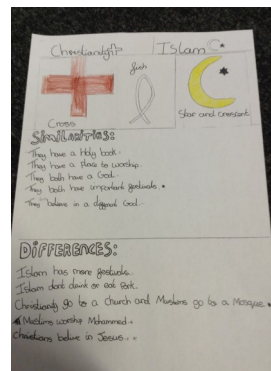 Christianity
Islam
fish
Cross
Star and crescent
Similarities:
They have a Holy book.
They have a Place to worship.
They both have a God.
They both have important festivals.
They believe in a different God.
Differences:
Islam has more festivals.
Islam dont drink or eat Pork.
Christianity go to a church and Muslims go to a Mosque
Muslims worship Mohammed.
Christians believe in Jesus.